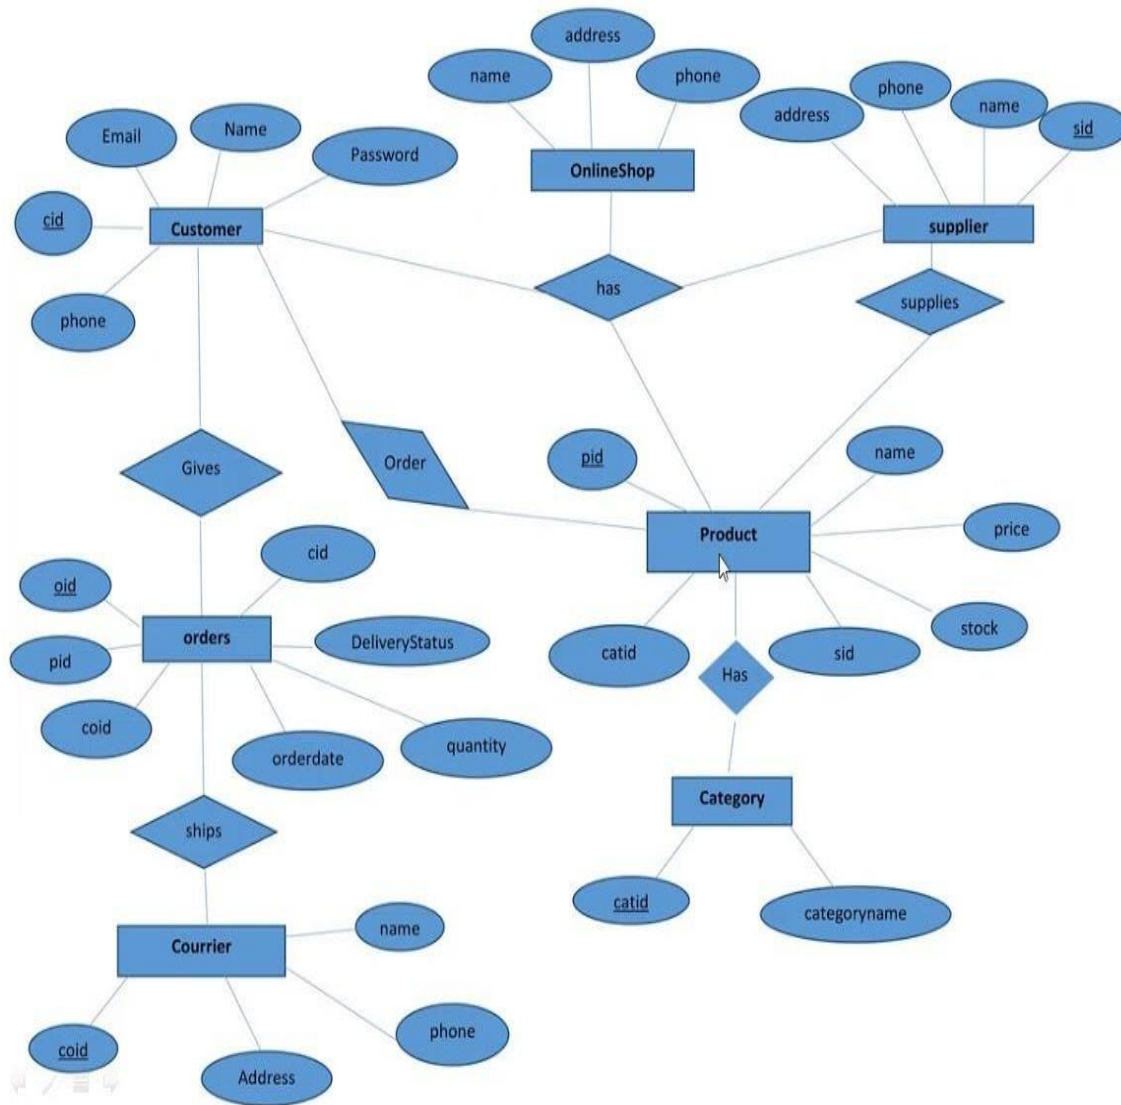 address
name
phone
phone
name
address
sid
Email
Name
Password
OnlineShop
cid
Customer
supplier
has
supplies
phone
Gives
Order
pid
name
Product
price
cid
oid
orders
DeliveryStatus
stock
pid
catid
sid
Has
coid
orderdate
quantity
Category
ships
catid
categoryname
name
Courrier
coid
phone
Address